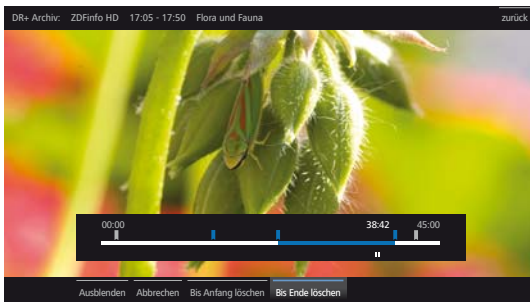 DR+ Archiv: ZDFinfo HD 17:05 - 17:50 Flora und Fauna zurück
00:00 38:42 45:00
Ausblenden Abbrechen Bis Anfang löschen Bis Ende löschen